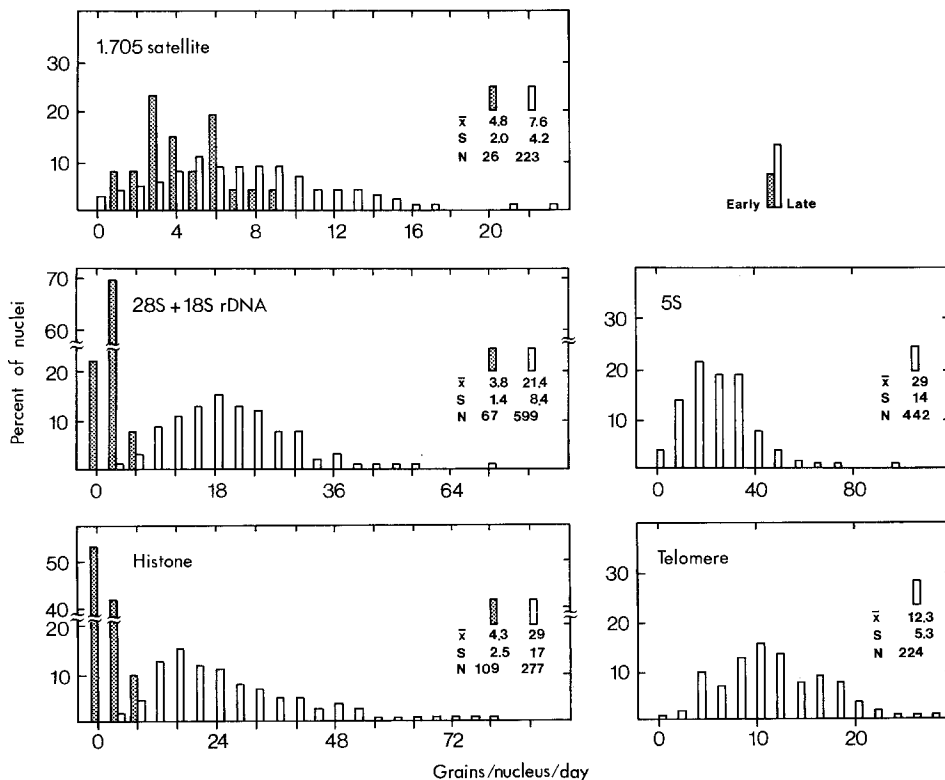 1.705 satellite
30
20
10
x̄ 4.8 7.6
S 2.0 4.2
N 26 223
0 4 8 12 16 20
Early Late
Percent of nuclei
70
60
20
10
28S + 18S rDNA
x̄ 3.8 21.4
S 1.4 8.4
N 67 599
0 18 36 64
30
20
10
5S
x̄ 29
S 14
N 442
0 40 80
50
40
20
10
Histone
x̄ 4.3 29
S 2.5 17
N 109 277
0 24 48 72
30
20
10
Telomere
x̄ 12.3
S 5.3
N 224
0 10 20
Grains/nucleus/day